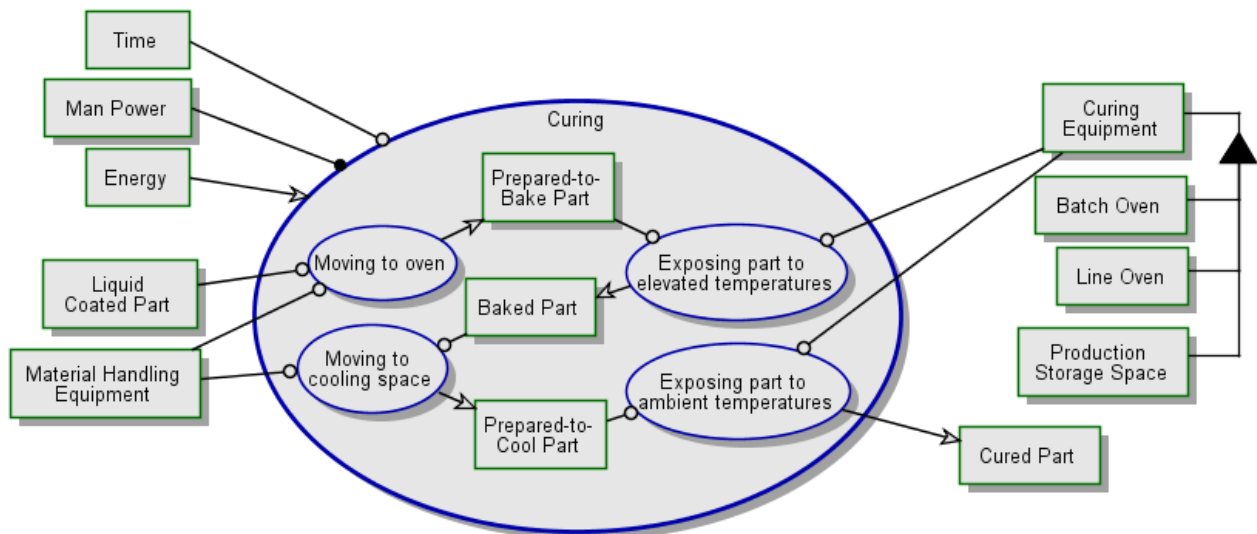 Time
Man Power
Energy
Liquid
Coated Part
Material Handling
Equipment
Curing
Prepared-to-
Bake Part
Moving to oven
Exposing part to
elevated temperatures
Baked Part
Moving to
cooling space
Exposing part to
ambient temperatures
Prepared-to-
Cool Part
Curing
Equipment
Batch Oven
Line Oven
Production
Storage Space
Cured Part